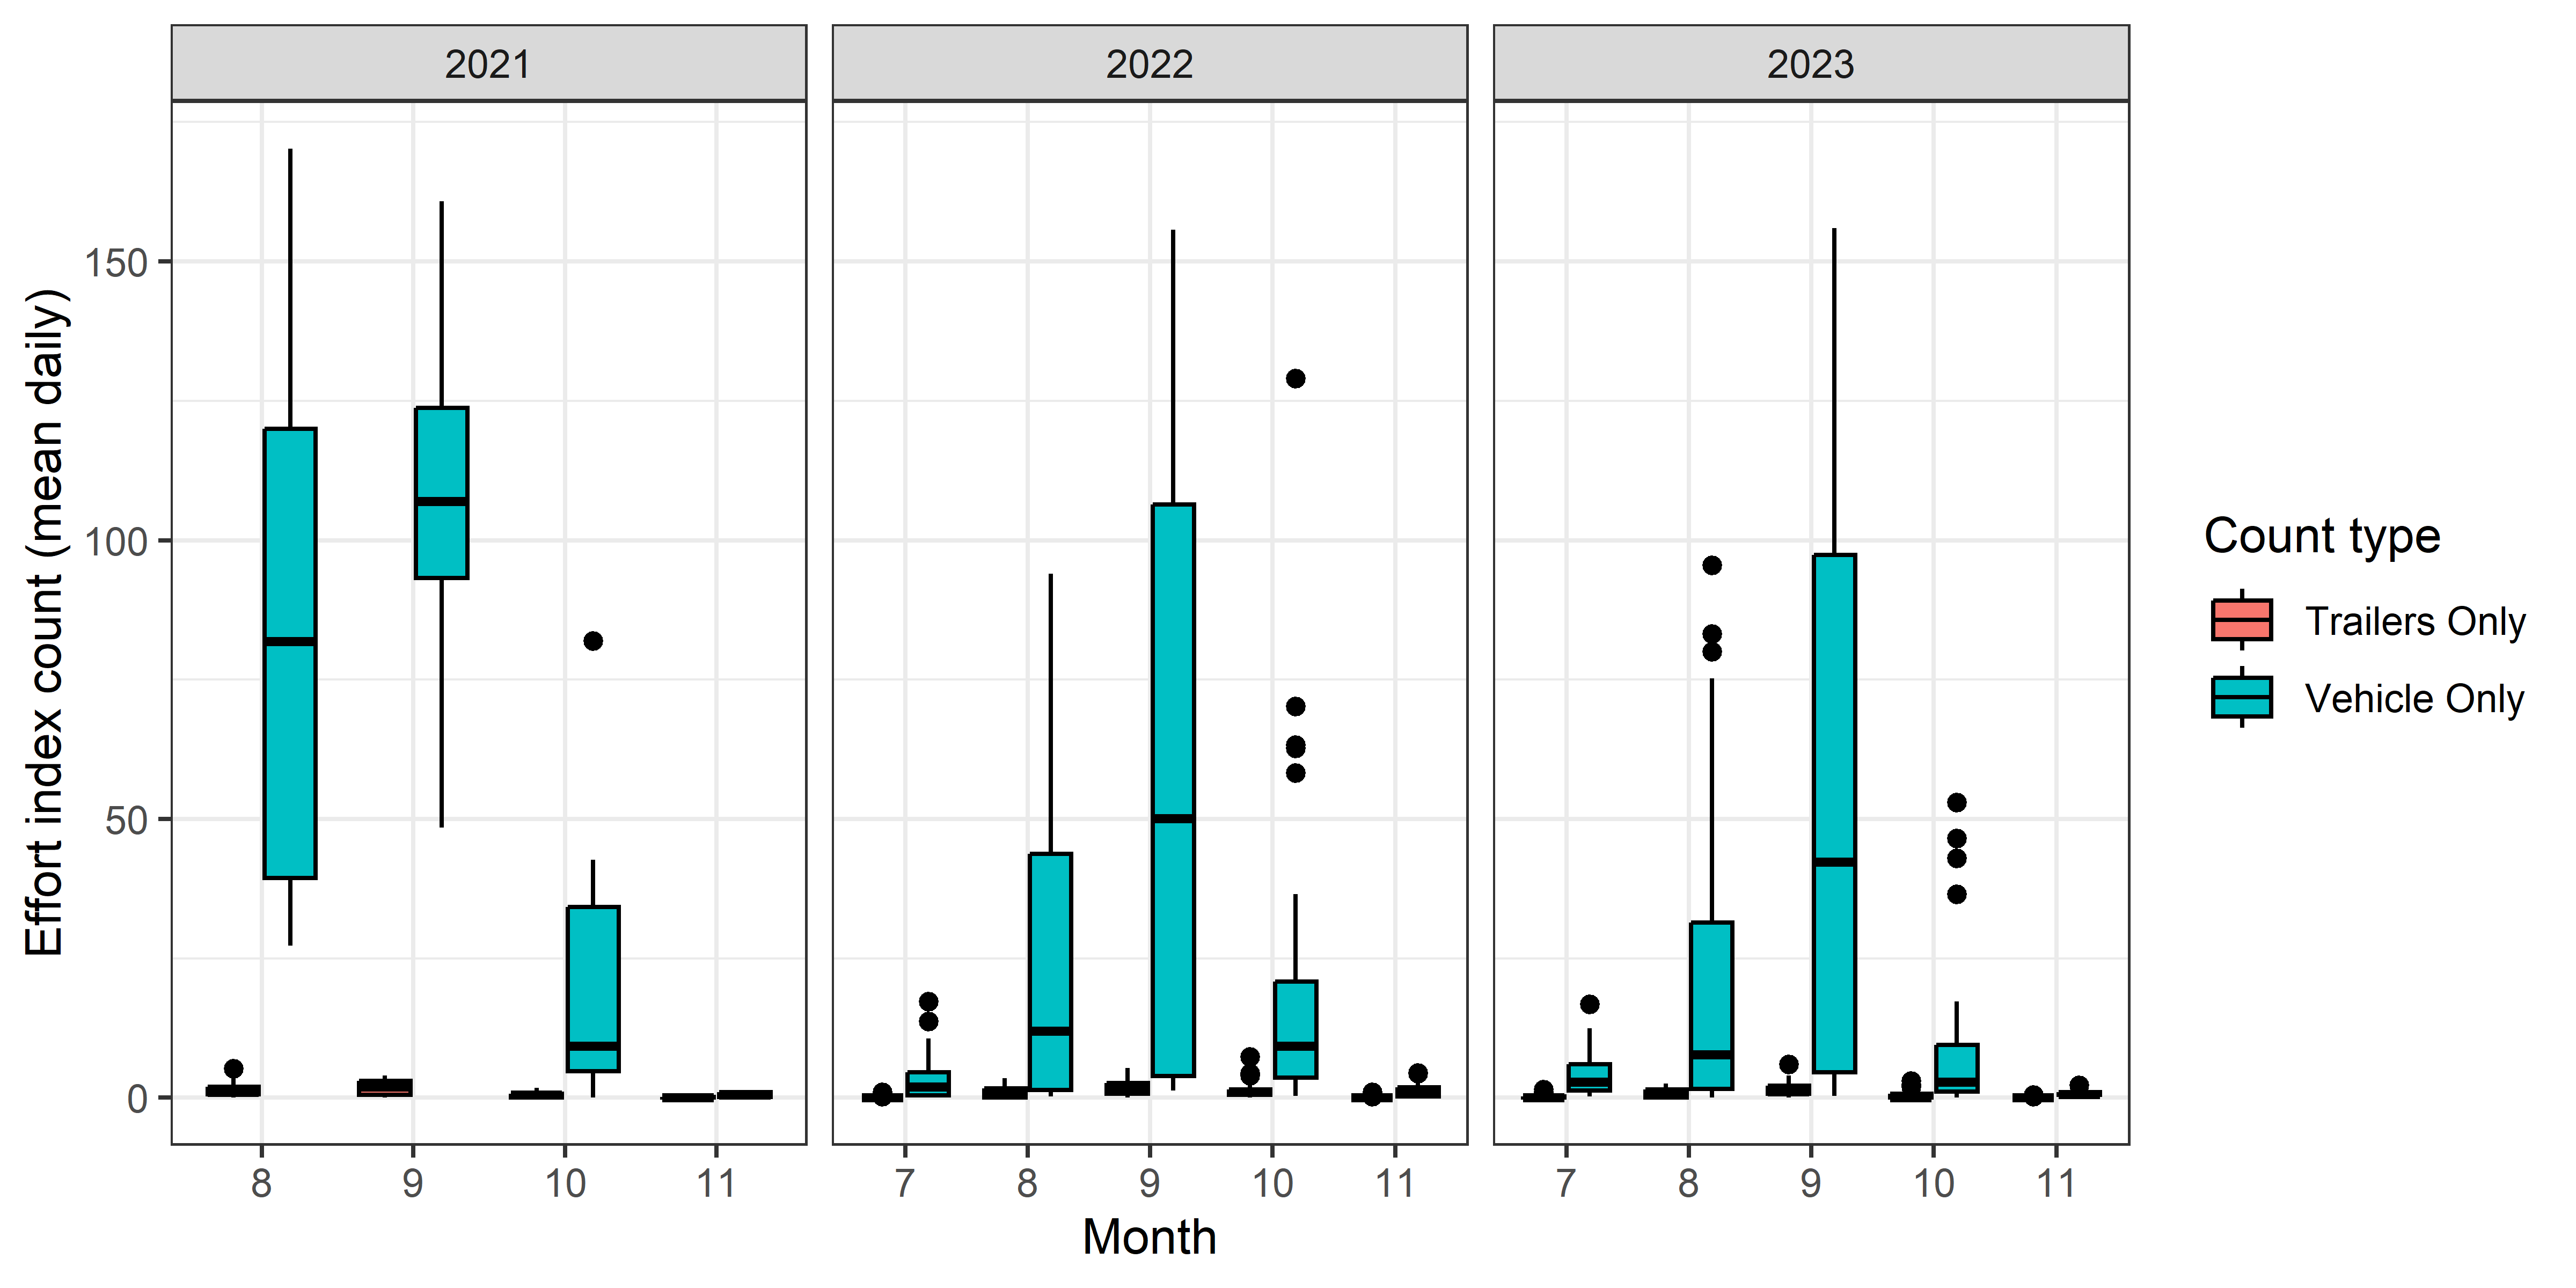 2021 2022 2023
Effort index count (mean daily)
150
100
50
0
8 9 10 11 7 8 9 10 11 7 8 9 10 11
Month
Count type
Trailers Only
Vehicle Only